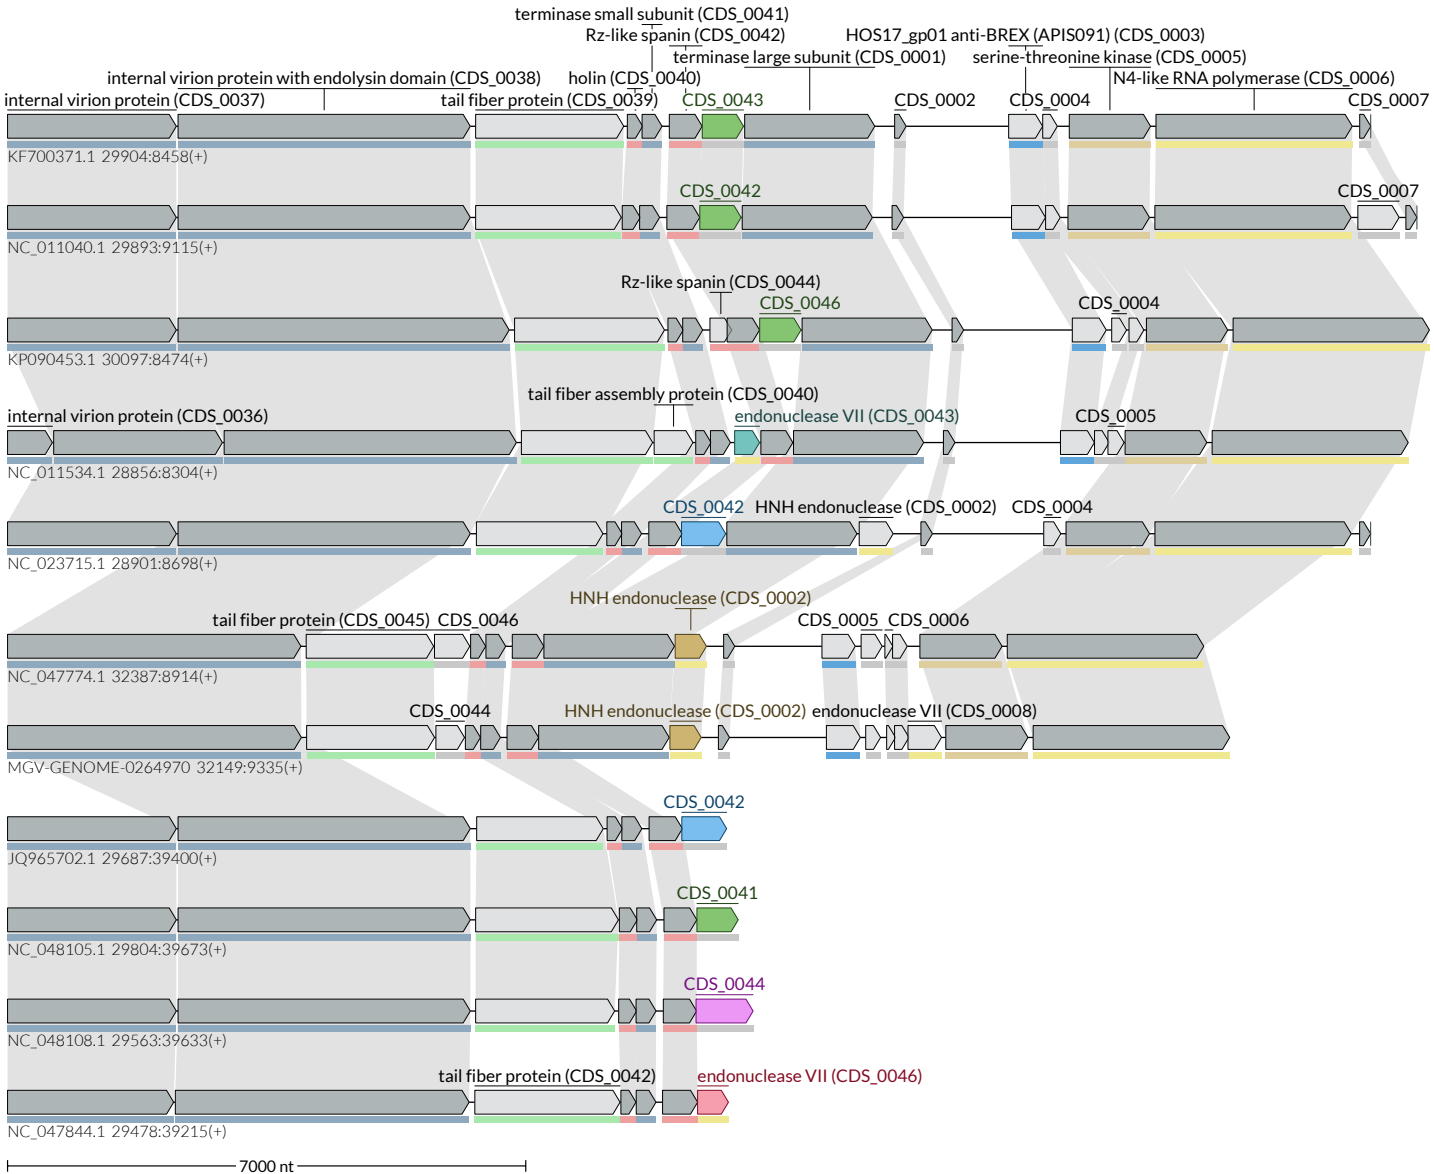 terminase small subunit (CDS_0041)
Rz-like spanin (CDS_0042) HOS17_gp01 anti-BREX (APIS091) (CDS_0003)
terminase large subunit (CDS_0001) serine-threonine kinase (CDS_0005)
internal virion protein with endolysin domain (CDS_0038) holin (CDS_0040) N4-like RNA polymerase (CDS_0006)
internal virion protein (CDS_0037) tail fiber protein (CDS_0039) CDS_0043 CDS_0002 CDS_0004 CDS_0007
KF700371.1 29904:8458(+)
CDS_0042 CDS_0007
NC_011040.1 29893:9115(+)
Rz-like spanin (CDS_0044)
CDS_0046 CDS_0004
KP090453.1 30097:8474(+)
tail fiber assembly protein (CDS_0040)
internal virion protein (CDS_0036) endonuclease VII (CDS_0043) CDS_0005
NC_011534.1 28856:8304(+)
CDS_0042 HNH endonuclease (CDS_0002) CDS_0004
NC_023715.1 28901:8698(+)
HNH endonuclease (CDS_0002)
tail fiber protein (CDS_0045) CDS_0046 CDS_0005 CDS_0006
NC_047774.1 32387:8914(+)
CDS_0044 HNH endonuclease (CDS_0002) endonuclease VII (CDS_0008)
MGV-GENOME-0264970 32149:9335(+)
CDS_0042
JQ965702.1 29687:39400(+)
CDS_0041
NC_048105.1 29804:39673(+)
CDS_0044
NC_048108.1 29563:39633(+)
tail fiber protein (CDS_0042) endonuclease VII (CDS_0046)
NC_047844.1 29478:39215(+)
7000 nt